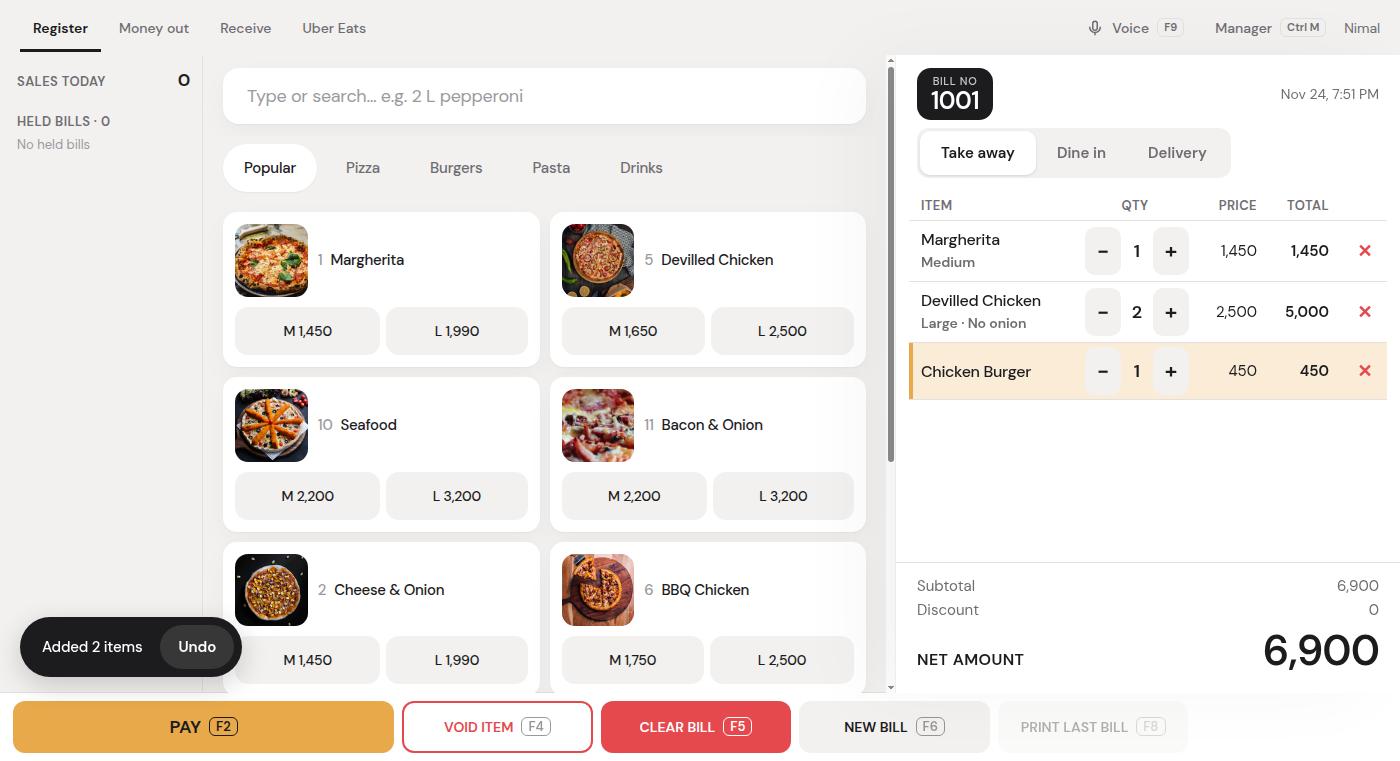 Register Money out Receive Uber Eats Voice F9 Manager Ctrl M Nimal
SALES TODAY 0
HELD BILLS · 0
No held bills
Type or search... e.g. 2 L pepperoni
Popular Pizza Burgers Pasta Drinks
1 Margherita
M 1,450 L 1,990
5 Devilled Chicken
M 1,650 L 2,500
10 Seafood
M 2,200 L 3,200
11 Bacon & Onion
M 2,200 L 3,200
2 Cheese & Onion
M 1,450 L 1,990
6 BBQ Chicken
M 1,750 L 2,500
Added 2 items Undo
BILL NO
1001
Nov 24, 7:51 PM
Take away Dine in Delivery
ITEM QTY PRICE TOTAL
Margherita
Medium
− 1 + 1,450 1,450 ✕
Devilled Chicken
Large · No onion
− 2 + 2,500 5,000 ✕
Chicken Burger − 1 + 450 450 ✕
Subtotal 6,900
Discount 0
NET AMOUNT 6,900
PAY F2 VOID ITEM F4 CLEAR BILL F5 NEW BILL F6 PRINT LAST BILL F8